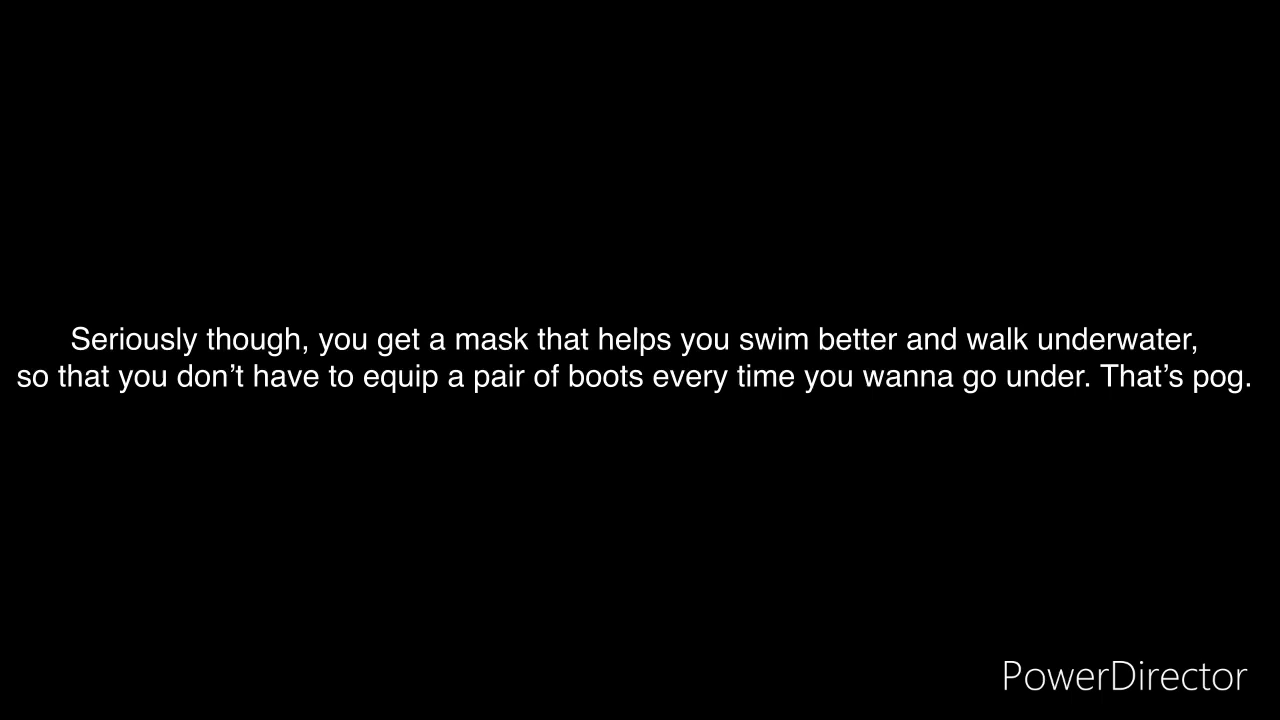 Seriously though, you get a mask that helps you swim better and walk underwater,
so that you don’t have to equip a pair of boots every time you wanna go under. That’s pog.
PowerDirector